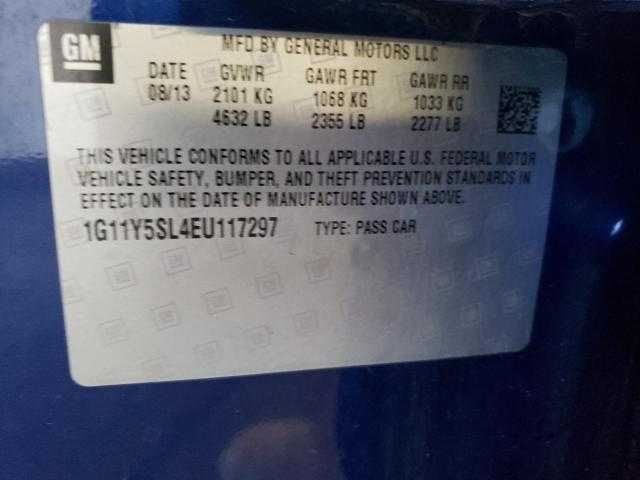 GM
MFD BY GENERAL MOTORS LLC
DATE GVWR GAWR FRT GAWR RR
08/13 2101 KG 1068 KG 1033 KG
4632 LB 2355 LB 2277 LB
THIS VEHICLE CONFORMS TO ALL APPLICABLE U.S. FEDERAL MOTOR
VEHICLE SAFETY, BUMPER, AND THEFT PREVENTION STANDARDS IN
EFFECT ON THE DATE OF MANUFACTURE SHOWN ABOVE.
1G11Y5SL4EU117297 TYPE: PASS CAR